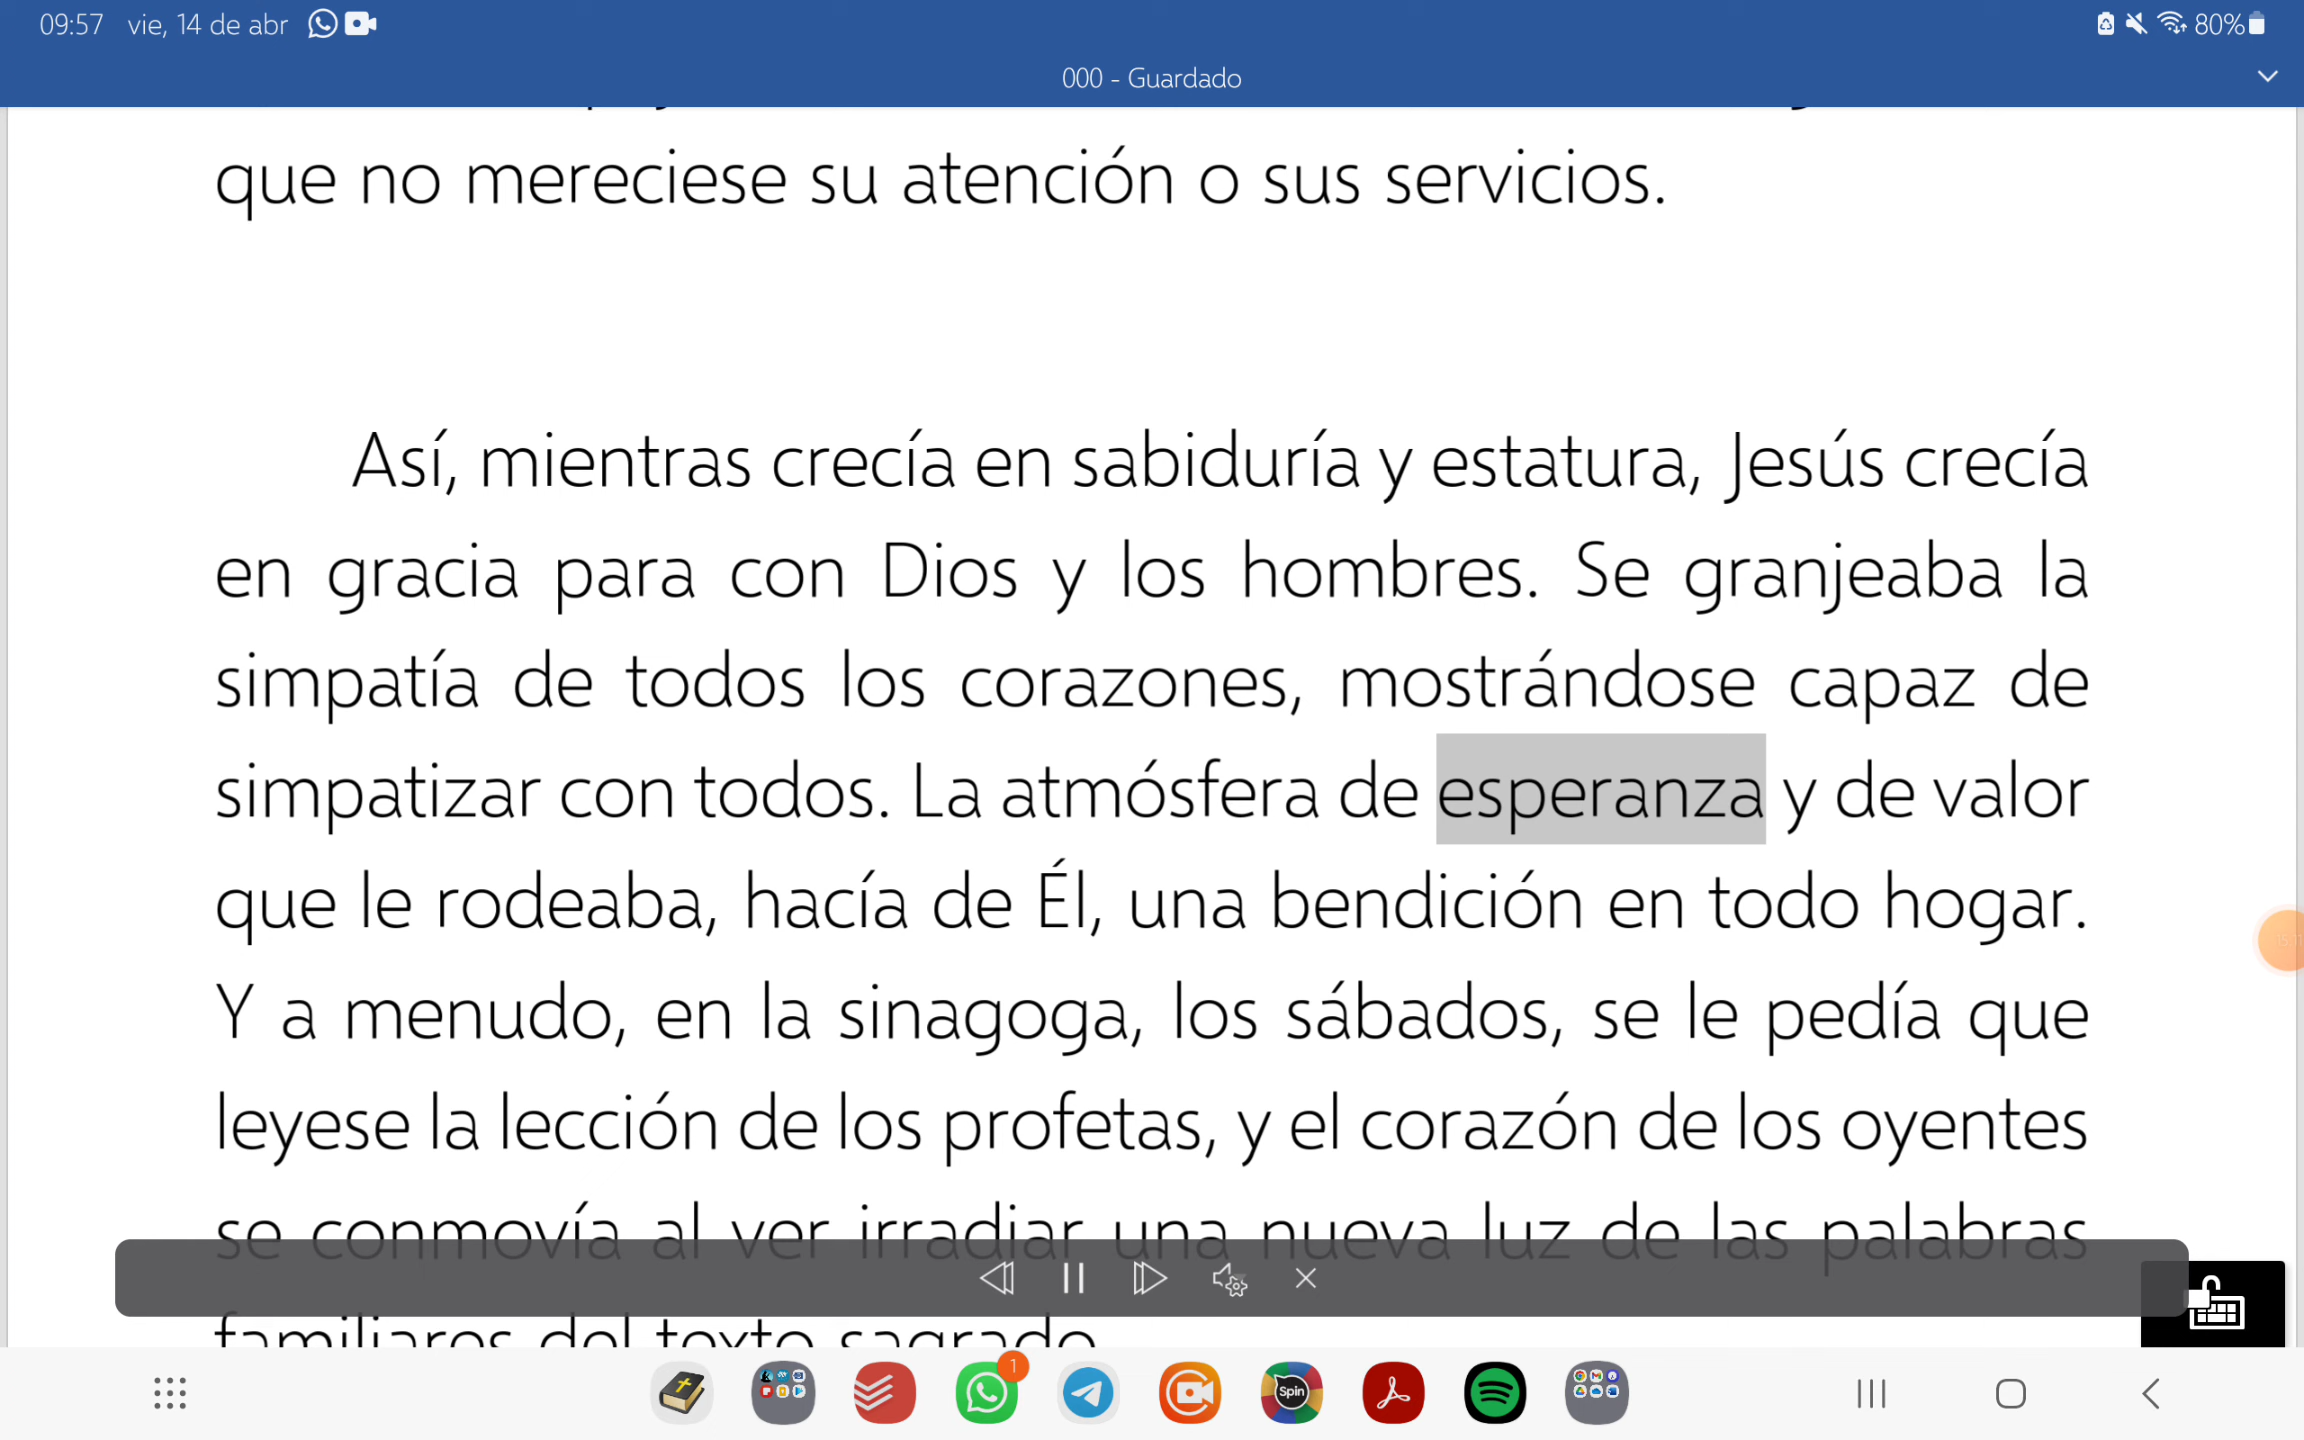 09:57 vie, 14 de abr 80%
000 - Guardado
que no mereciese su atención o sus servicios.
Así, mientras crecía en sabiduría y estatura, Jesús crecía
en gracia para con Dios y los hombres. Se granjeaba la
simpatía de todos los corazones, mostrándose capaz de
simpatizar con todos. La atmósfera de esperanza y de valor
que le rodeaba, hacía de Él, una bendición en todo hogar.
Y a menudo, en la sinagoga, los sábados, se le pedía que
leyese la lección de los profetas, y el corazón de los oyentes
se conmovía al ver irradiar una nueva luz de las palabras
familiares del texto sagrado.
1
Spin